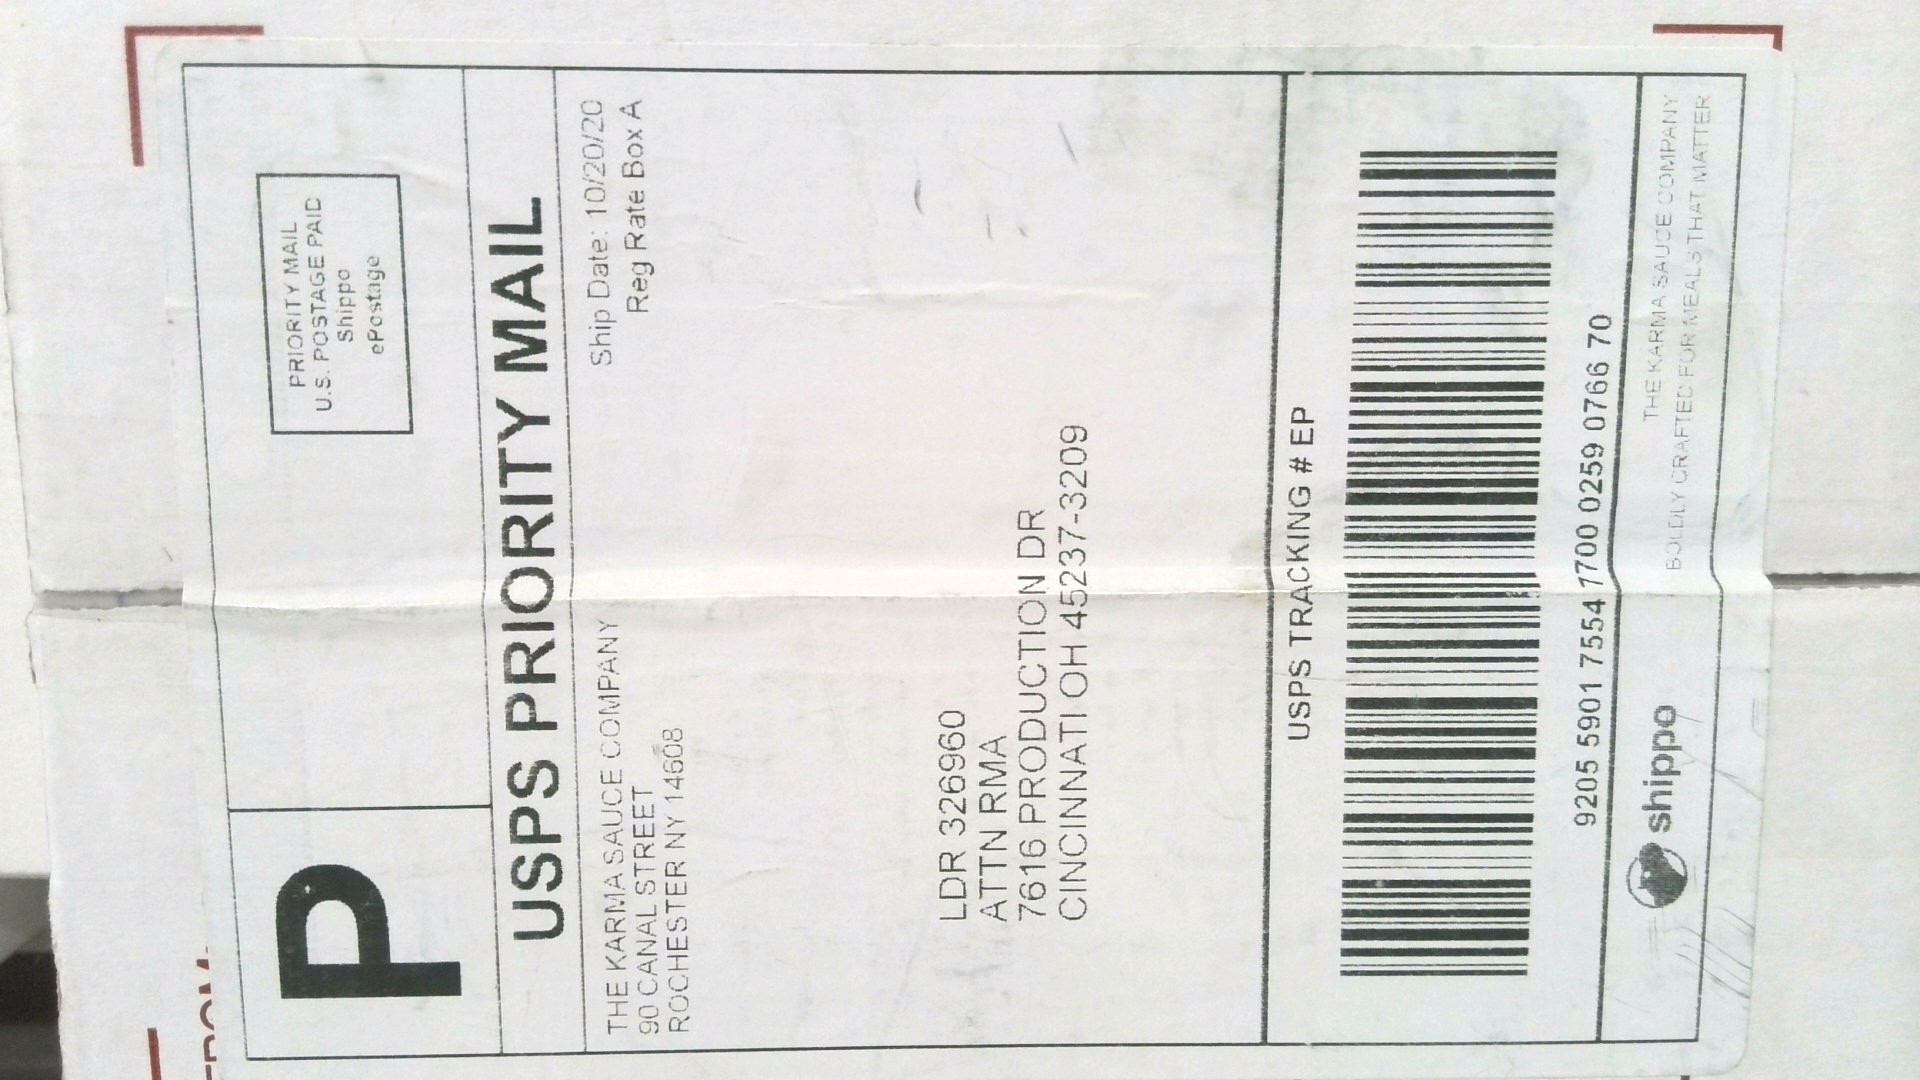 P
PRIORITY MAIL
U.S. POSTAGE PAID
Shippo
ePostage
USPS PRIORITY MAIL
THE KARMA SAUCE COMPANY
90 CANAL STREET
ROCHESTER NY 14608
Ship Date: 10/20/20
Reg Rate Box A
LDR 326960
ATTN RMA
7616 PRODUCTION DR
CINCINNATI OH 45237-3209
USPS TRACKING # EP
9205 5901 7554 7700 0259 0766 70
shippo
THE KARMA SAUCE COMPANY
BOLDLY CRAFTED FOR MEALS THAT MATTER